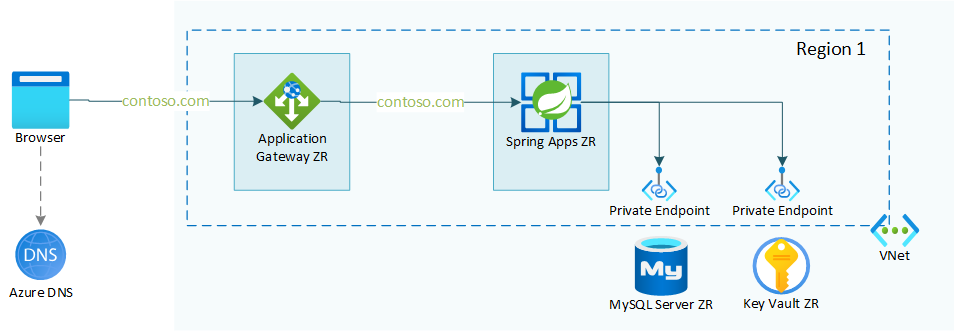 Region 1
contoso.com
contoso.com
Browser
Application
Gateway ZR
Spring Apps ZR
Private Endpoint
Private Endpoint
DNS
Azure DNS
VNet
My
MySQL Server ZR
Key Vault ZR